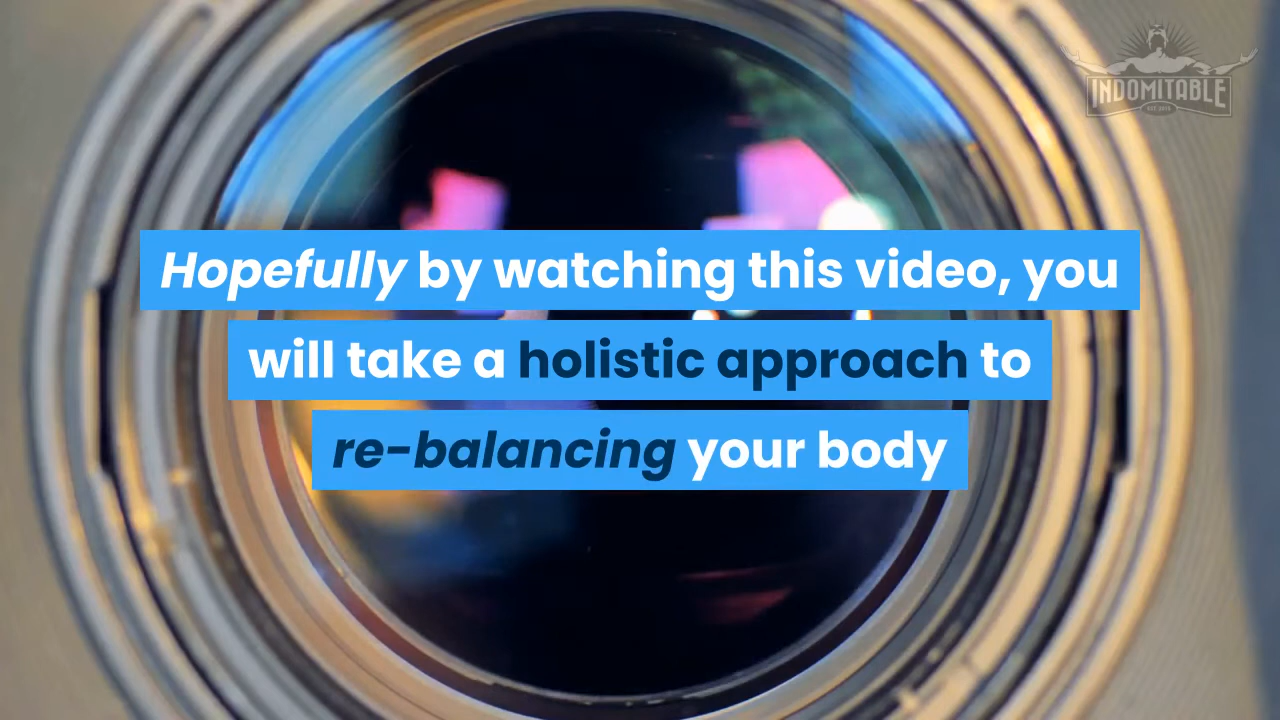 INDOMITABLE
Hopefully by watching this video, you
will take a holistic approach to
re-balancing your body